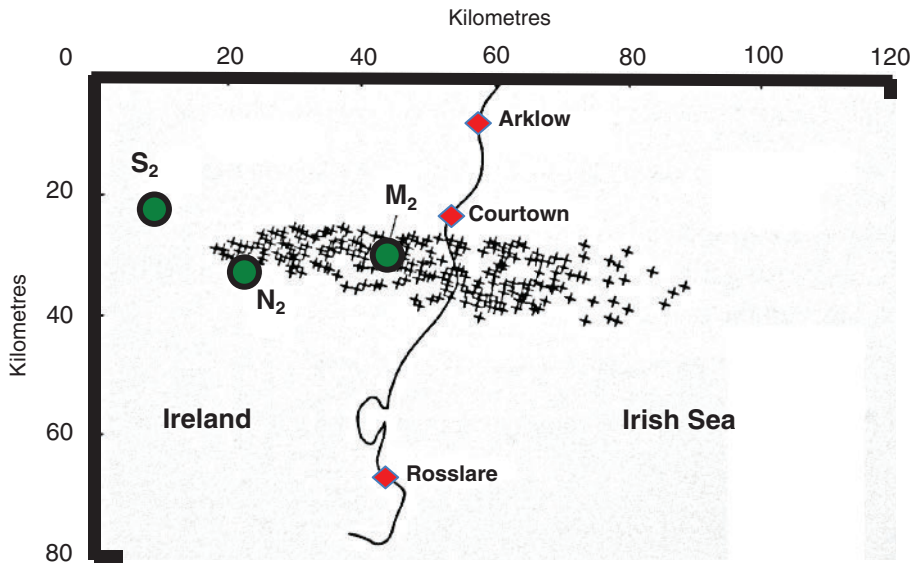 Kilometres
0 20 40 60 80 100 120
Arklow
S2
20
M2
Courtown
N2
40
Kilometres
Ireland
Irish Sea
60
Rosslare
80